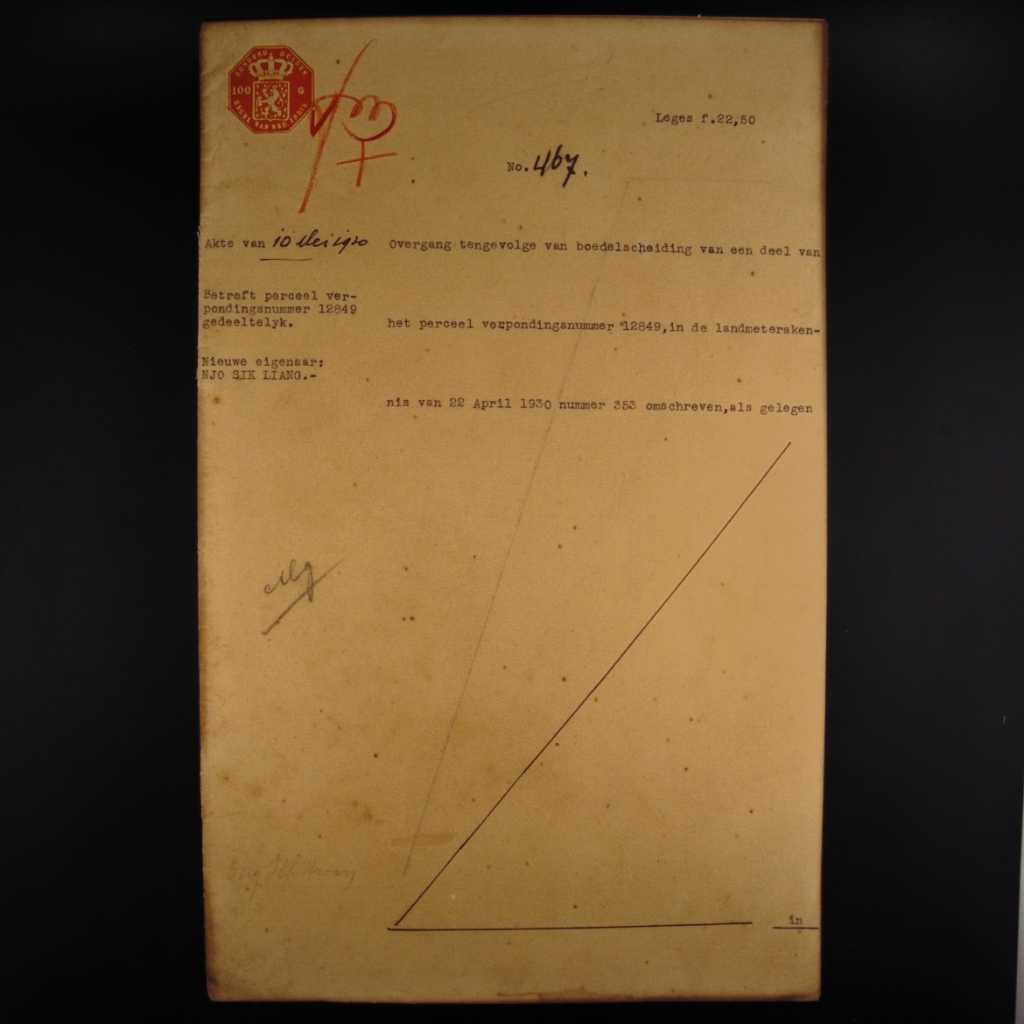 100 G
Leges f.22,50
No. 467.
Akte van 10 Mei 1930
Overgang tengevolge van boedelscheiding van een deel van
Betreft perceel ver-
pondingsnummer 12849
gedeeltelyk.
het perceel verpondingsnummer 12849,in de landmetersken-
Nieuwe eigenaar:
NJO SIK LIANG.-
nis van 22 April 1930 nummer 353 omschreven,als gelegen
in